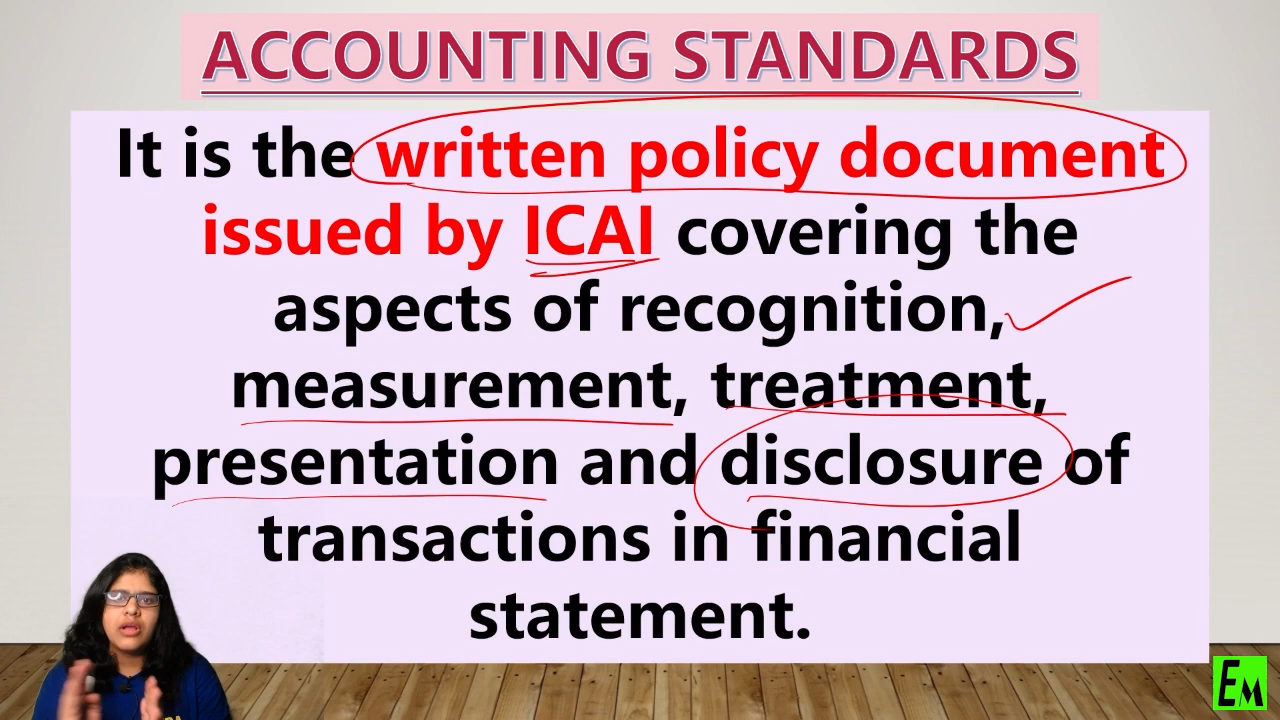 ACCOUNTING STANDARDS
It is the written policy document
issued by ICAI covering the
aspects of recognition,
measurement, treatment,
presentation and disclosure of
transactions in financial
statement.
EM